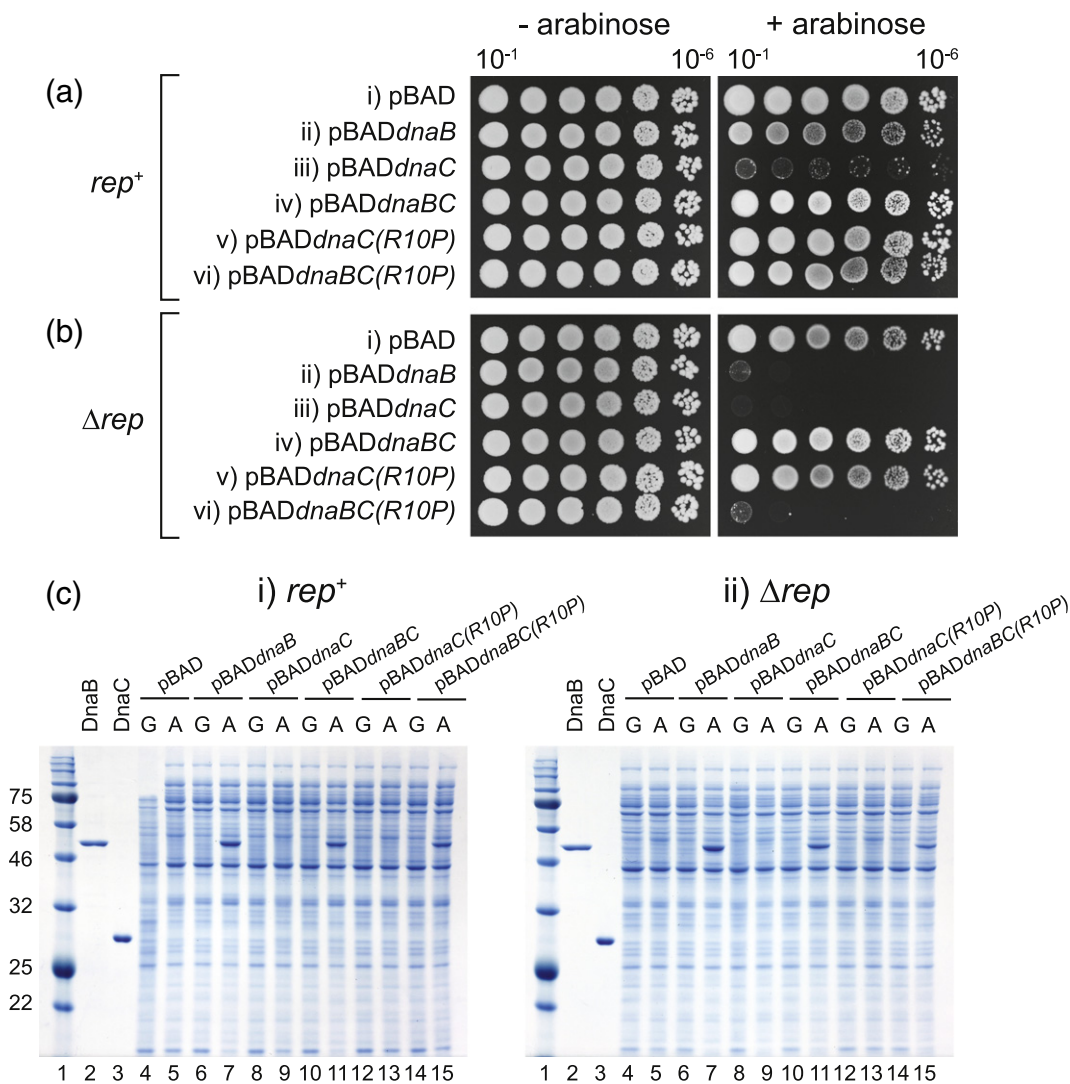 - arabinose + arabinose
10⁻¹ 10⁻⁶ 10⁻¹ 10⁻⁶
(a)
rep⁺
i) pBAD
ii) pBADdnaB
iii) pBADdnaC
iv) pBADdnaBC
v) pBADdnaC(R10P)
vi) pBADdnaBC(R10P)
(b)
Δrep
i) pBAD
ii) pBADdnaB
iii) pBADdnaC
iv) pBADdnaBC
v) pBADdnaC(R10P)
vi) pBADdnaBC(R10P)
(c)
i) rep⁺
DnaB DnaC pBAD pBADdnaB pBADdnaC pBADdnaBC pBADdnaC(R10P) pBADdnaBC(R10P)
G A G A G A G A G A G A
75
58
46
32
25
22
1 2 3 4 5 6 7 8 9 10 11 12 13 14 15
ii) Δrep
DnaB DnaC pBAD pBADdnaB pBADdnaC pBADdnaBC pBADdnaC(R10P) pBADdnaBC(R10P)
G A G A G A G A G A G A
1 2 3 4 5 6 7 8 9 10 11 12 13 14 15